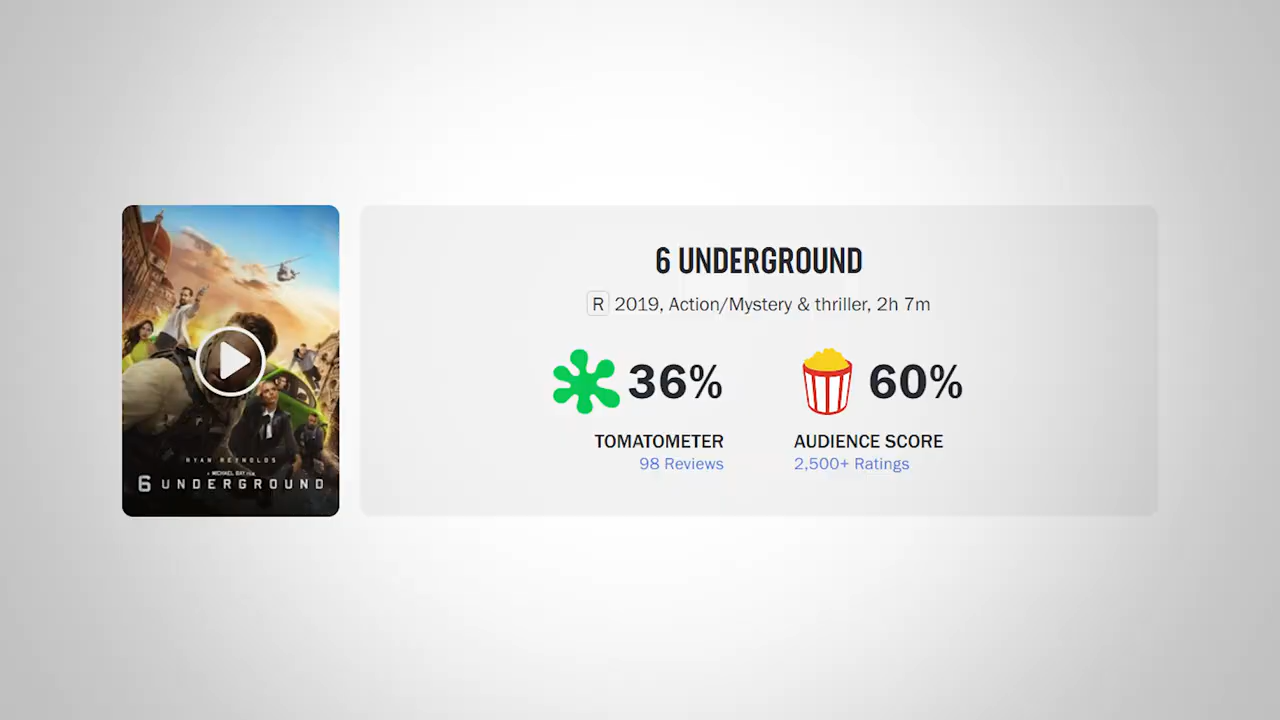 RYAN REYNOLDS
A MICHAEL BAY FILM
6 UNDERGROUND
6 UNDERGROUND
R 2019, Action/Mystery & thriller, 2h 7m
36%
60%
TOMATOMETER
AUDIENCE SCORE
98 Reviews
2,500+ Ratings